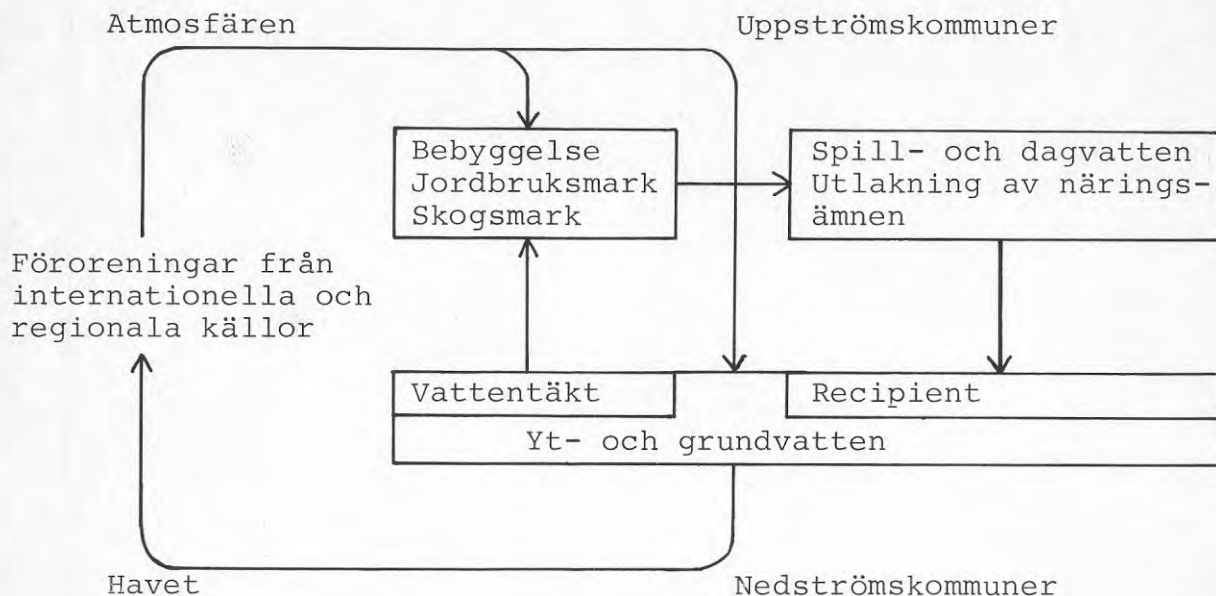 Atmosfären
Uppströmskommuner
Bebyggelse
Jordbruksmark
Skogsmark
Spill- och dagvatten
Utlakning av närings-
ämnen
Föroreningar från
internationella och
regionala källor
Vattentäkt
Recipient
Yt- och grundvatten
Havet
Nedströmskommuner